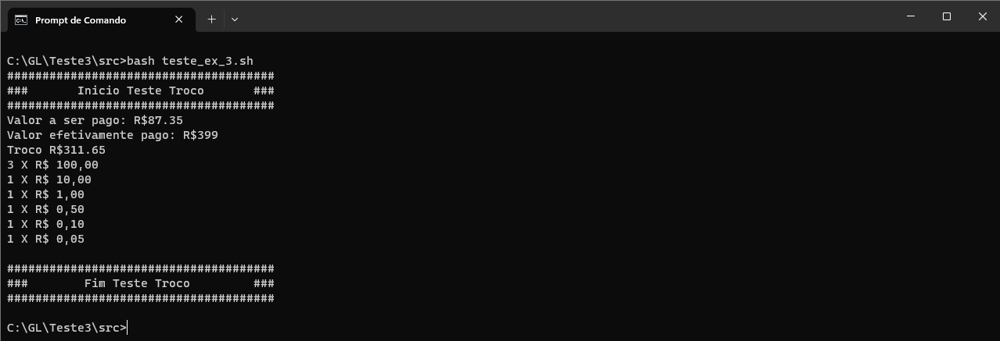 Prompt de Comando
C:\GL\Teste3\src>bash teste_ex_3.sh
######################################
###       Inicio Teste Troco       ###
######################################
Valor a ser pago: R$87.35
Valor efetivamente pago: R$399
Troco R$311.65
3 X R$ 100,00
1 X R$ 10,00
1 X R$ 1,00
1 X R$ 0,50
1 X R$ 0,10
1 X R$ 0,05
######################################
###        Fim Teste Troco         ###
######################################
C:\GL\Teste3\src>